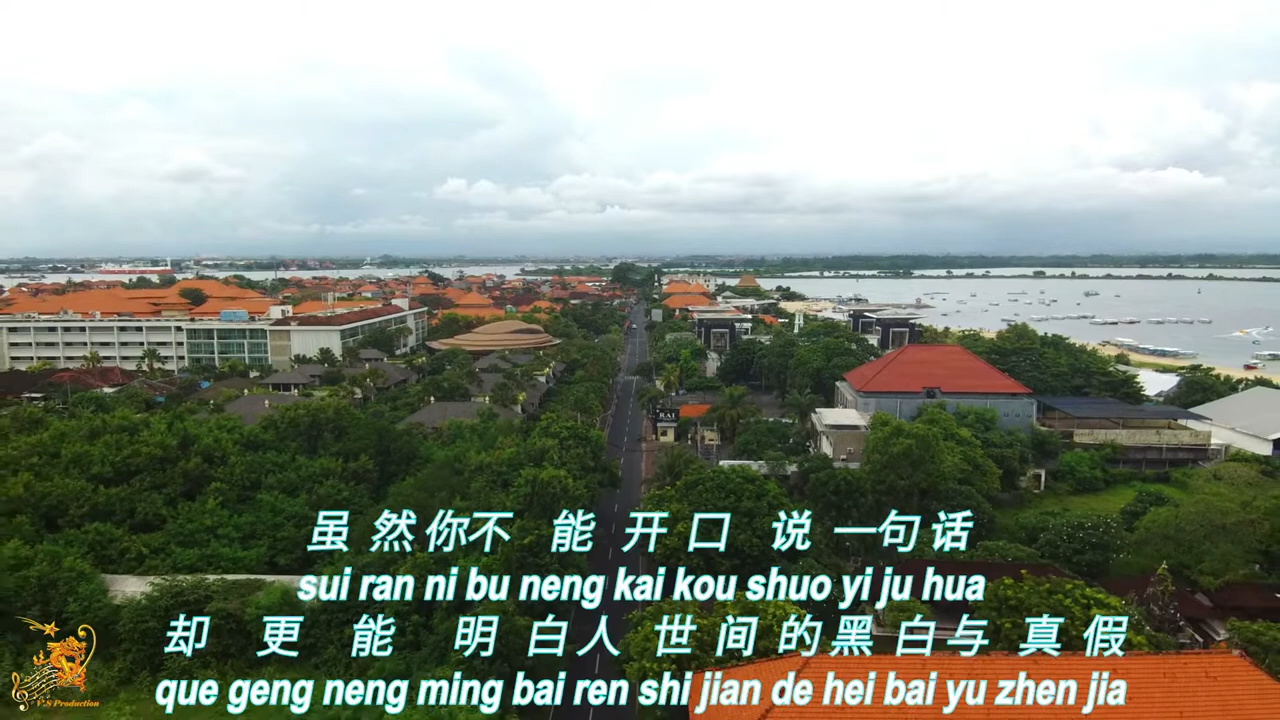 RAI
虽然你不能开口说一句话
sui ran ni bu neng kai kou shuo yi ju hua
却更能明白人世间的黑白与真假
que geng neng ming bai ren shi jian de hei bai yu zhen jia
V.S Production